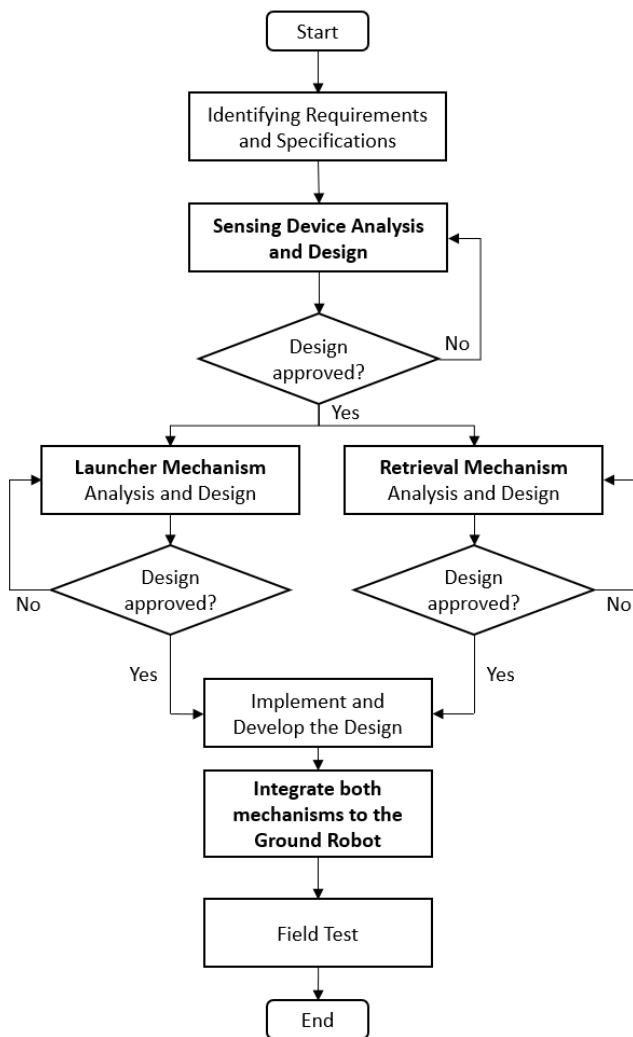 Start
Identifying Requirements
and Specifications
Sensing Device Analysis
and Design
Design
approved?
No
Yes
Launcher Mechanism
Analysis and Design
Retrieval Mechanism
Analysis and Design
Design
approved?
No
Yes
Design
approved?
No
Yes
Implement and
Develop the Design
Integrate both
mechanisms to the
Ground Robot
Field Test
End